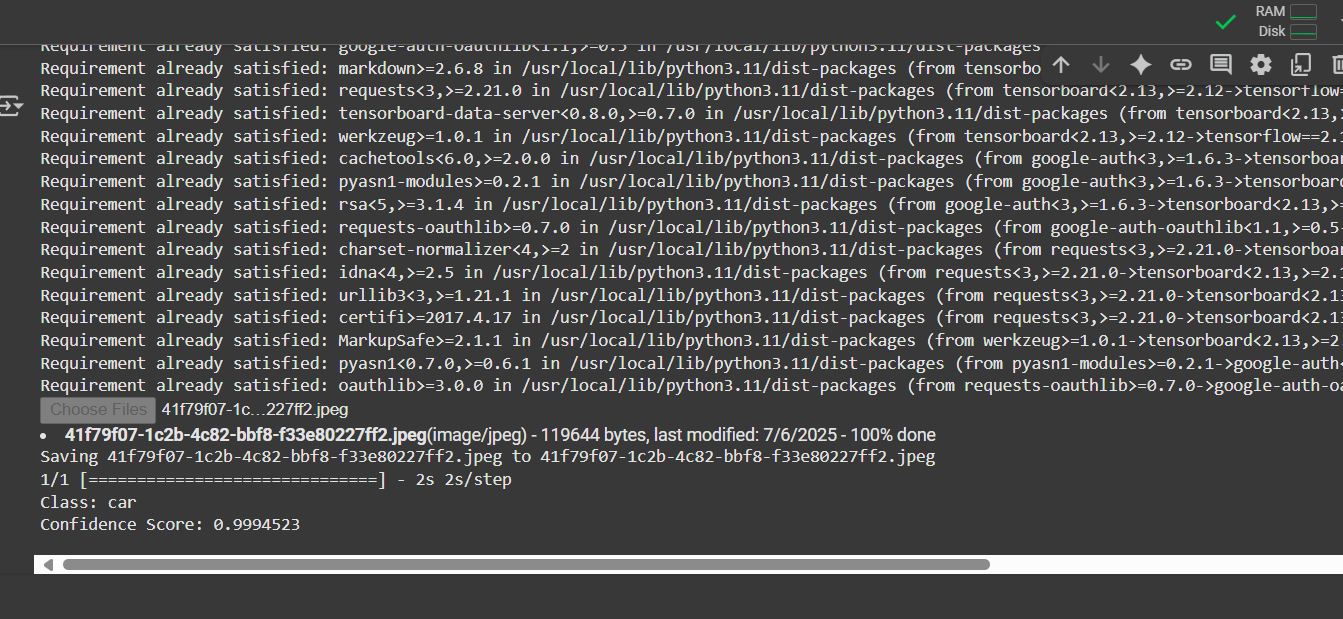 RAM
Disk
Requirement already satisfied: google-auth-oauthlib<1.1,>=0.5 in /usr/local/lib/python3.11/dist-packages
Requirement already satisfied: markdown>=2.6.8 in /usr/local/lib/python3.11/dist-packages (from tensorbo
Requirement already satisfied: requests<3,>=2.21.0 in /usr/local/lib/python3.11/dist-packages (from tensorboard<2.13,>=2.12->tensorflow=
Requirement already satisfied: tensorboard-data-server<0.8.0,>=0.7.0 in /usr/local/lib/python3.11/dist-packages (from tensorboard<2.13,
Requirement already satisfied: werkzeug>=1.0.1 in /usr/local/lib/python3.11/dist-packages (from tensorboard<2.13,>=2.12->tensorflow==2.
Requirement already satisfied: cachetools<6.0,>=2.0.0 in /usr/local/lib/python3.11/dist-packages (from google-auth<3,>=1.6.3->tensorboar
Requirement already satisfied: pyasn1-modules>=0.2.1 in /usr/local/lib/python3.11/dist-packages (from google-auth<3,>=1.6.3->tensorboard
Requirement already satisfied: rsa<5,>=3.1.4 in /usr/local/lib/python3.11/dist-packages (from google-auth<3,>=1.6.3->tensorboard<2.13,>=
Requirement already satisfied: requests-oauthlib>=0.7.0 in /usr/local/lib/python3.11/dist-packages (from google-auth-oauthlib<1.1,>=0.5-
Requirement already satisfied: charset-normalizer<4,>=2 in /usr/local/lib/python3.11/dist-packages (from requests<3,>=2.21.0->tensorboar
Requirement already satisfied: idna<4,>=2.5 in /usr/local/lib/python3.11/dist-packages (from requests<3,>=2.21.0->tensorboard<2.13,>=2.1
Requirement already satisfied: urllib3<3,>=1.21.1 in /usr/local/lib/python3.11/dist-packages (from requests<3,>=2.21.0->tensorboard<2.13
Requirement already satisfied: certifi>=2017.4.17 in /usr/local/lib/python3.11/dist-packages (from requests<3,>=2.21.0->tensorboard<2.13
Requirement already satisfied: MarkupSafe>=2.1.1 in /usr/local/lib/python3.11/dist-packages (from werkzeug>=1.0.1->tensorboard<2.13,>=2
Requirement already satisfied: pyasn1<0.7.0,>=0.6.1 in /usr/local/lib/python3.11/dist-packages (from pyasn1-modules>=0.2.1->google-auth<
Requirement already satisfied: oauthlib>=3.0.0 in /usr/local/lib/python3.11/dist-packages (from requests-oauthlib>=0.7.0->google-auth-oa
Choose Files 41f79f07-1c...227ff2.jpeg
• 41f79f07-1c2b-4c82-bbf8-f33e80227ff2.jpeg(image/jpeg) - 119644 bytes, last modified: 7/6/2025 - 100% done
Saving 41f79f07-1c2b-4c82-bbf8-f33e80227ff2.jpeg to 41f79f07-1c2b-4c82-bbf8-f33e80227ff2.jpeg
1/1 [==============================] - 2s 2s/step
Class: car
Confidence Score: 0.9994523